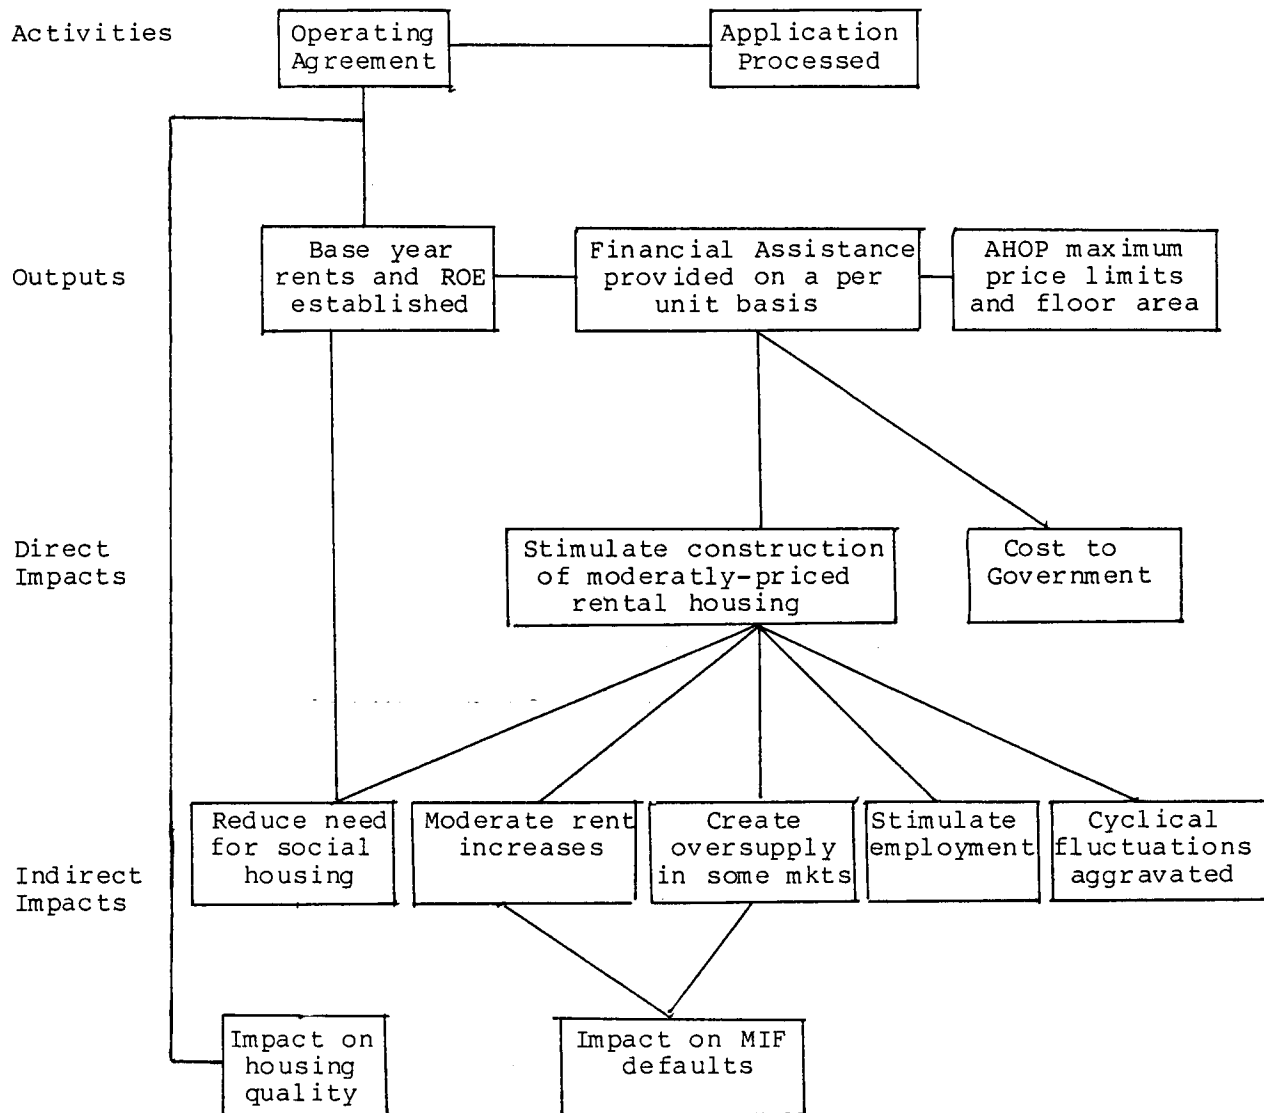 Activities
Operating
Agreement
Application
Processed
Outputs
Base year
rents and ROE
established
Financial Assistance
provided on a per
unit basis
AHOP maximum
price limits
and floor area
Direct
Impacts
Stimulate construction
of moderatly-priced
rental housing
Cost to
Government
Indirect
Impacts
Reduce need
for social
housing
Moderate rent
increases
Create
oversupply
in some mkts
Stimulate
employment
Cyclical
fluctuations
aggravated
Impact on
housing
quality
Impact on MIF
defaults